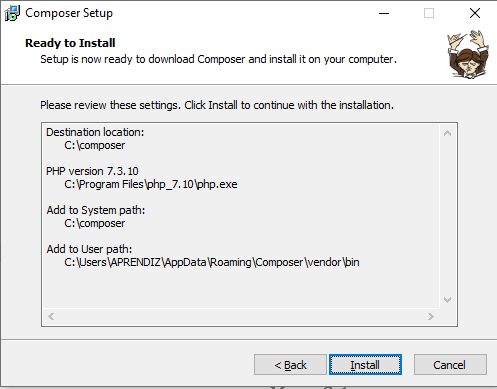 Composer Setup
Ready to Install
Setup is now ready to download Composer and install it on your computer.
Please review these settings. Click Install to continue with the installation.
Destination location:
C:\composer
PHP version 7.3.10
C:\Program Files\php_7.10\php.exe
Add to System path:
C:\composer
Add to User path:
C:\Users\APRENDIZ\AppData\Roaming\Composer\vendor\bin
< Back
Install
Cancel